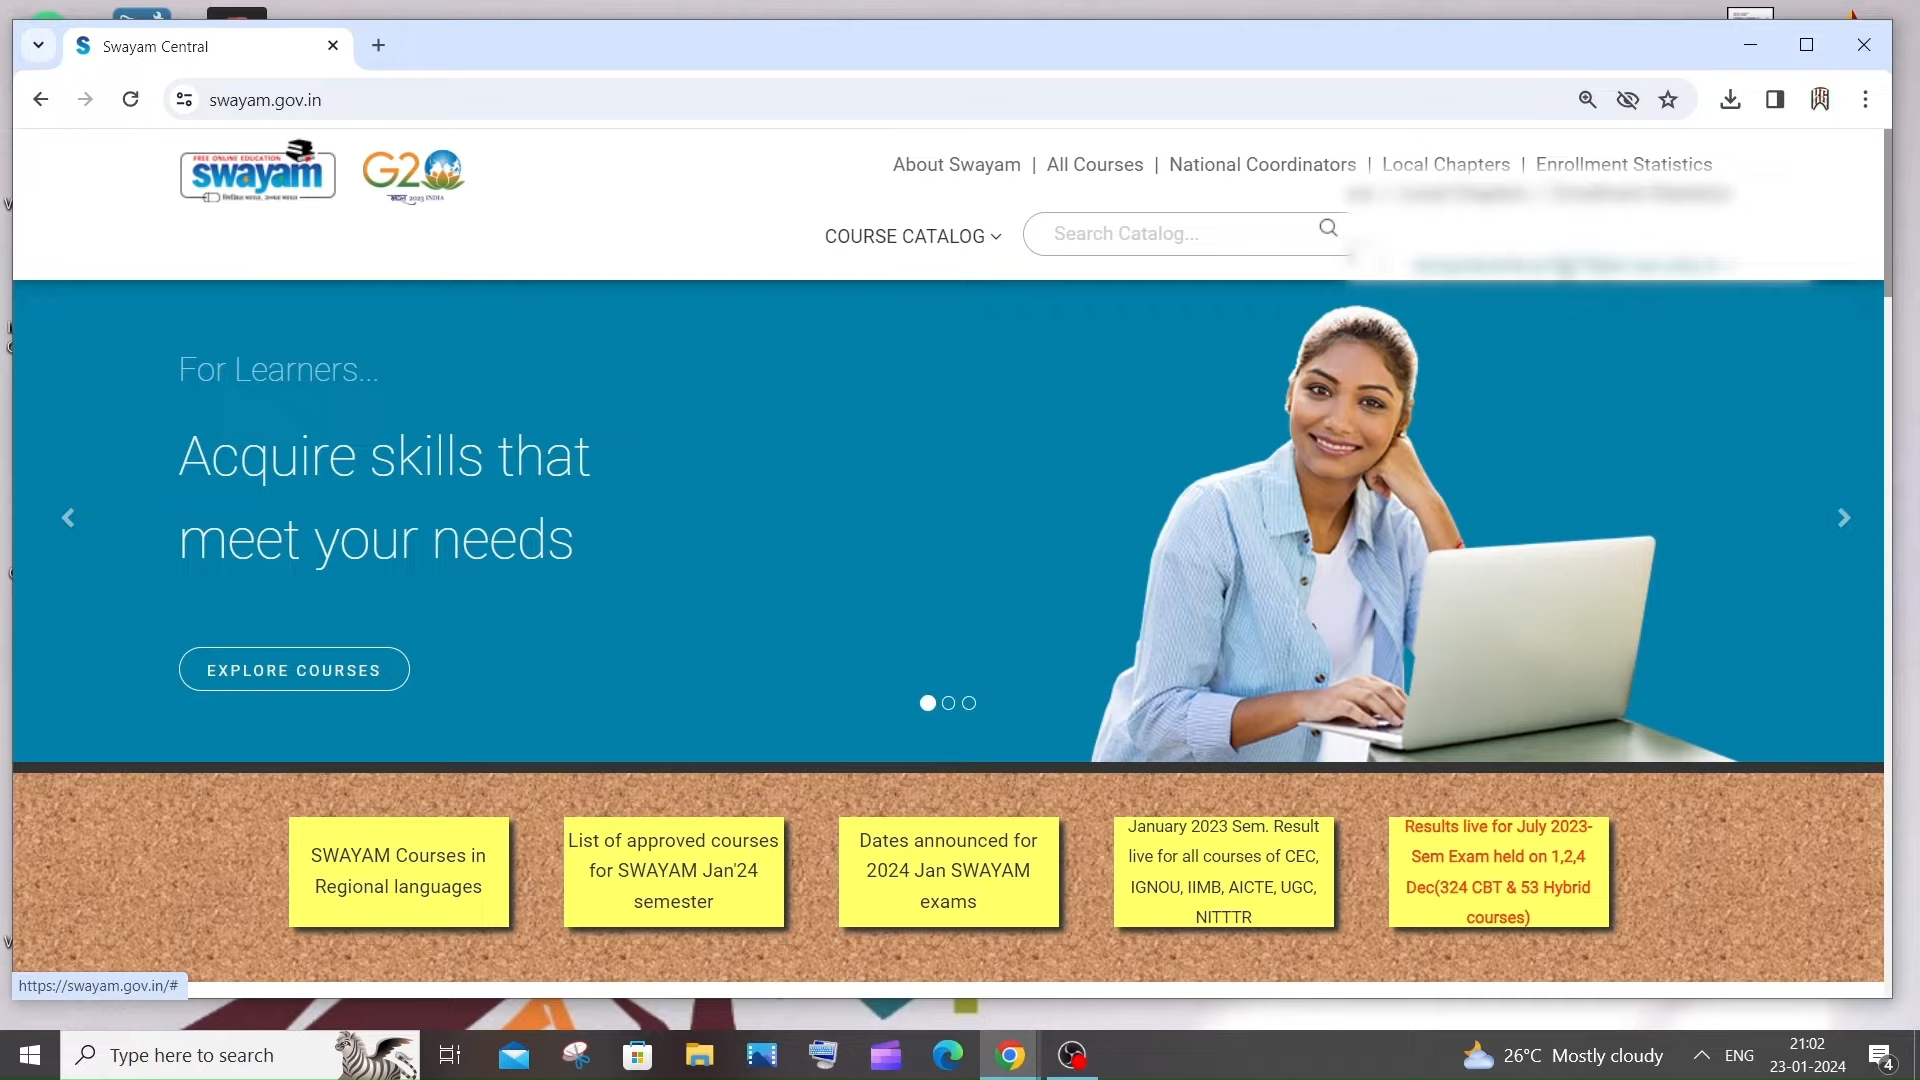 Swayam Central
swayam.gov.in
FREE ONLINE EDUCATION
swayam
G20
भारत 2023 INDIA
About Swayam | All Courses | National Coordinators | Local Chapters | Enrollment Statistics
COURSE CATALOG
Search Catalog...
For Learners...
Acquire skills that
meet your needs
EXPLORE COURSES
SWAYAM Courses in
Regional languages
List of approved courses
for SWAYAM Jan'24
semester
Dates announced for
2024 Jan SWAYAM
exams
January 2023 Sem. Result
live for all courses of CEC,
IGNOU, IIMB, AICTE, UGC,
NITTTR
Results live for July 2023-
Sem Exam held on 1,2,4
Dec(324 CBT & 53 Hybrid
courses)
https://swayam.gov.in/#
Type here to search
26°C Mostly cloudy
ENG
21:02
23-01-2024
4